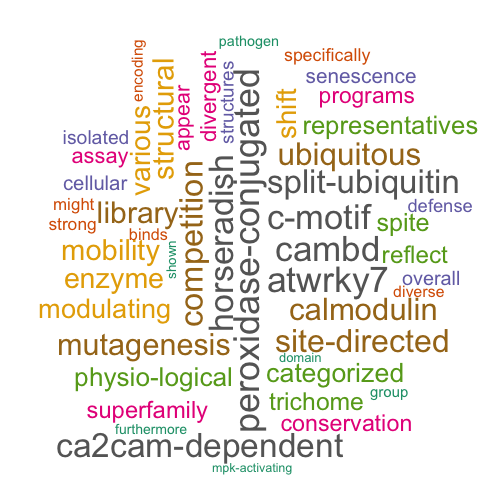 pathogen
encoding
specifically
various
structural
appear
divergent
structures
senescence
shift
programs
isolated
representatives
assay
ubiquitous
cellular
split-ubiquitin
might
library
competition
horseradish
peroxidase-conjugated
c-motif
defense
strong
binds
spite
mobility
shown
cambd
reflect
enzyme
atwrky7
overall
diverse
modulating
calmodulin
mutagenesis
site-directed
domain
physio-logical
categorized
group
superfamily
trichome
furthermore
conservation
ca2cam-dependent
mpk-activating